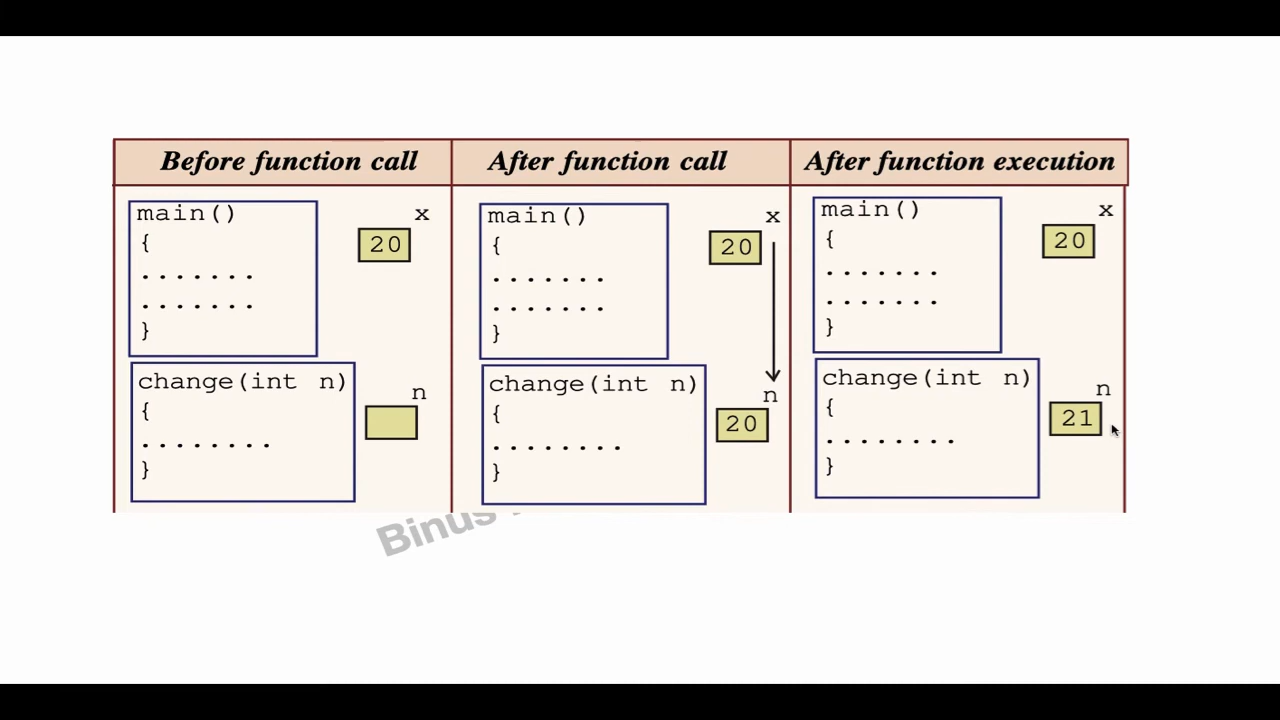 Before function call
After function call
After function execution
main()
{
.......
.......
}
x
20
change(int n)
{
........
}
n
main()
{
.......
.......
}
x
20
change(int n)
{
........
}
n
20
main()
{
.......
.......
}
x
20
change(int n)
{
........
}
n
21
Binus